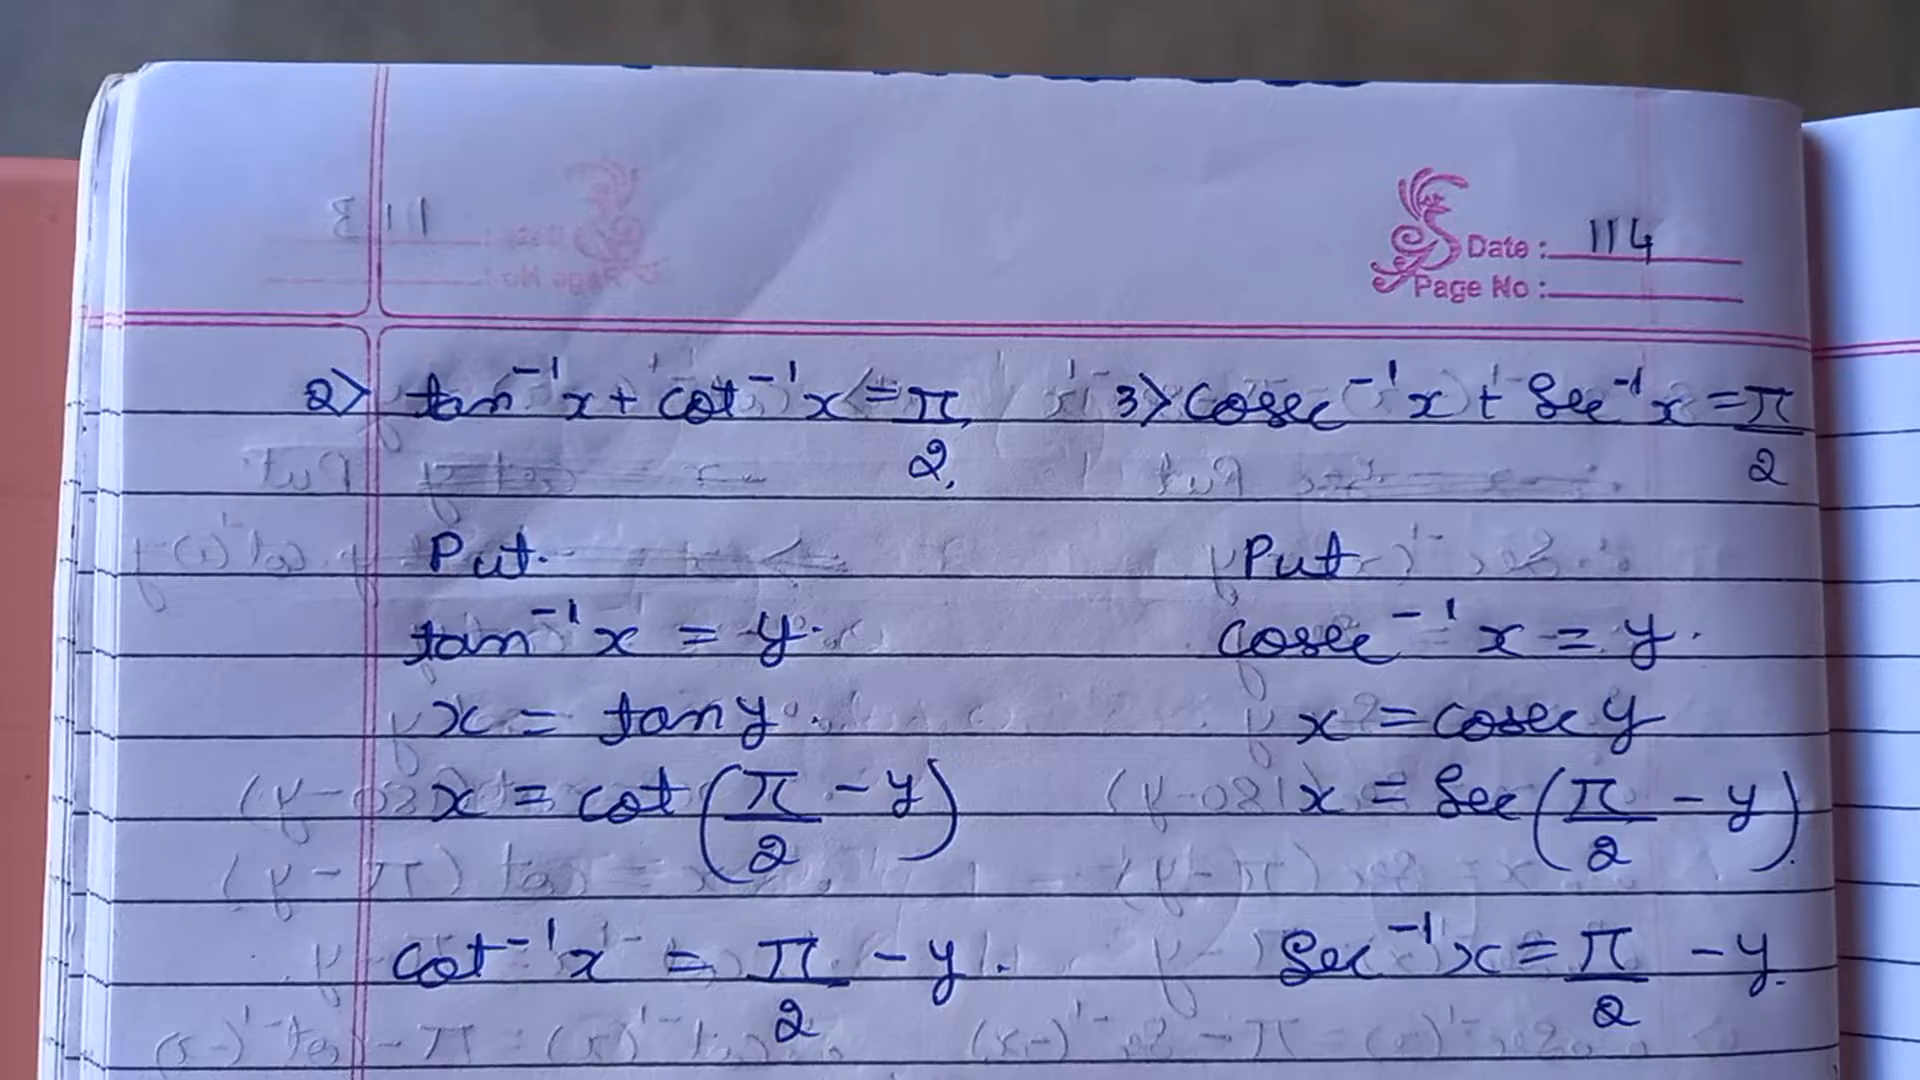 Date : 114
Page No :
2> tan⁻¹x + cot⁻¹x = π/2.
Put.
tan⁻¹x = y.
x = tan y
x = cot (π/2 - y)
cot⁻¹x = π/2 - y.
3> cosec⁻¹x + Sec⁻¹x = π/2
Put
cosec⁻¹x = y.
x = cosec y
x = Sec (π/2 - y)
Sec⁻¹x = π/2 - y.